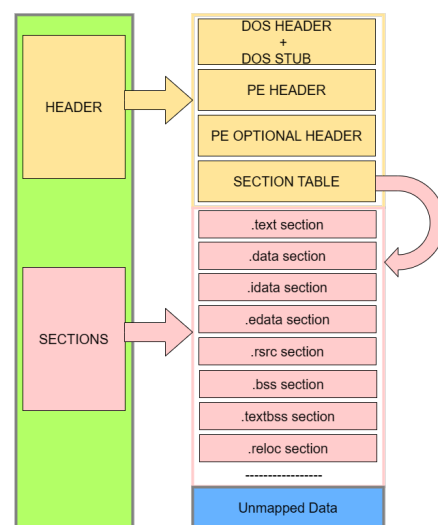 HEADER
SECTIONS
DOS HEADER
+
DOS STUB
PE HEADER
PE OPTIONAL HEADER
SECTION TABLE
.text section
.data section
.idata section
.edata section
.rsrc section
.bss section
.textbss section
.reloc section
-----------------
Unmapped Data